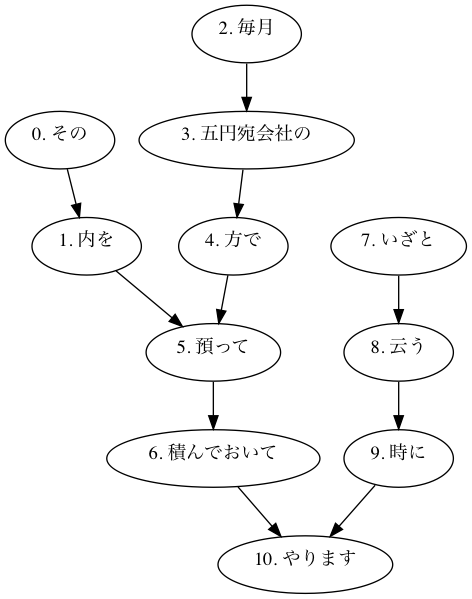 2. 毎月
0. その
3. 五円宛会社の
1. 内を
4. 方で
7. いざと
5. 預って
8. 云う
6. 積んでおいて
9. 時に
10. やります